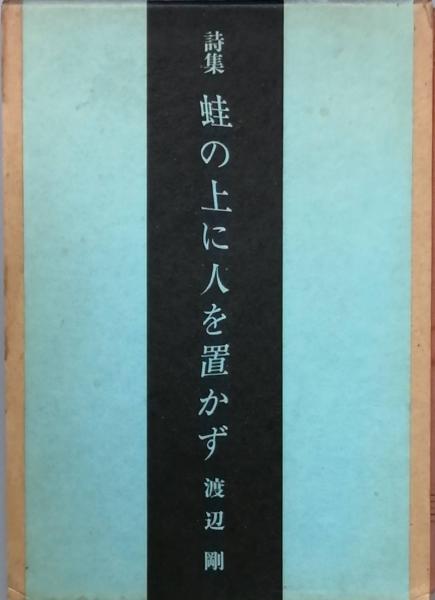 詩集 蛙の上に人を置かず 渡辺 剛